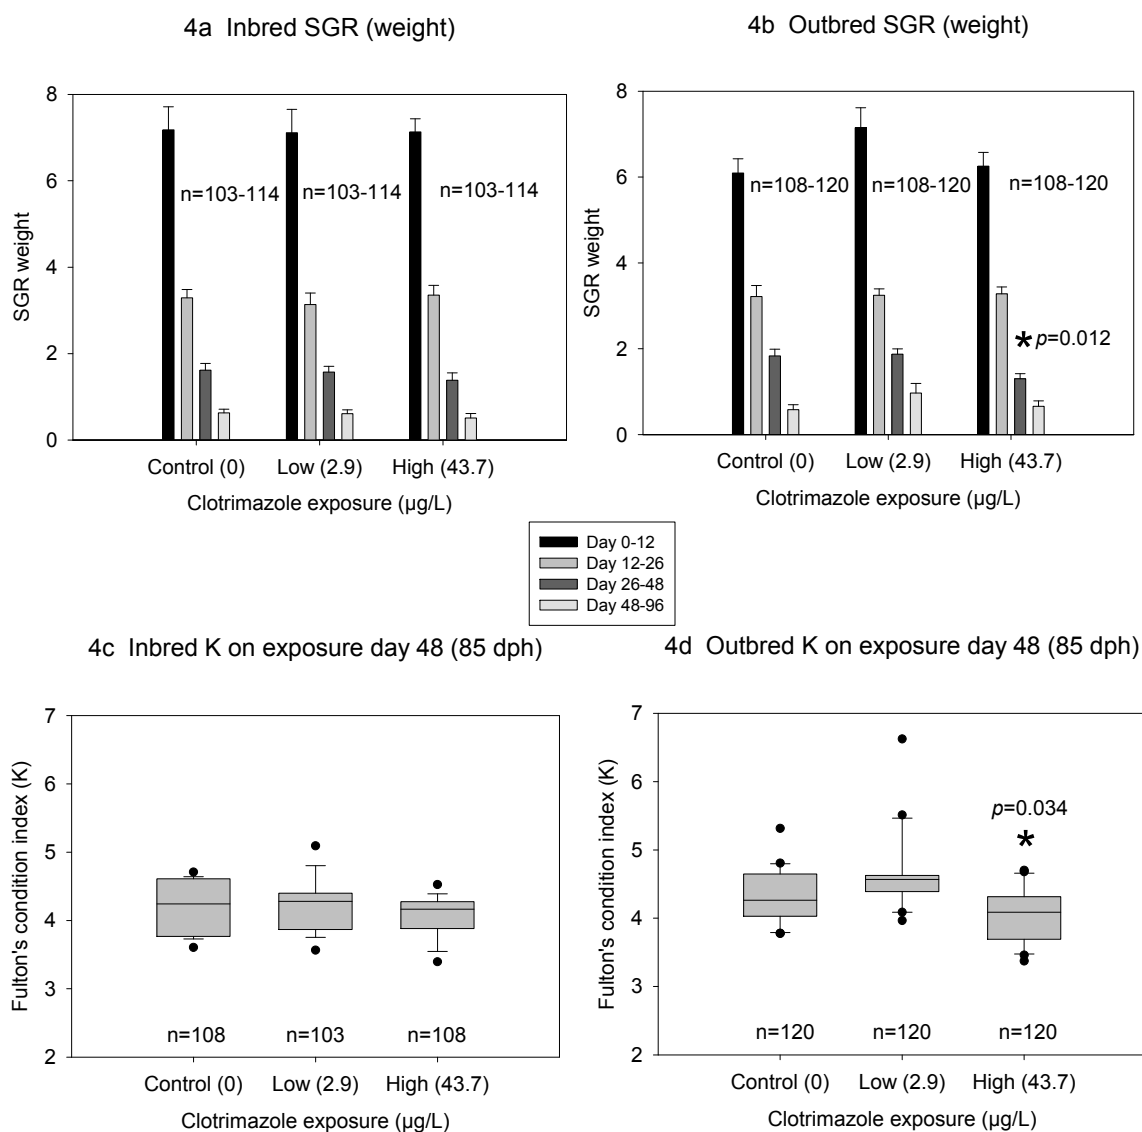 4a Inbred SGR (weight)
8
6
4
2
0
SGR weight
n=103-114
n=103-114
n=103-114
Control (0)
Low (2.9)
High (43.7)
Clotrimazole exposure (µg/L)
4b Outbred SGR (weight)
8
6
4
2
0
SGR weight
n=108-120
n=108-120
n=108-120
* p=0.012
Control (0)
Low (2.9)
High (43.7)
Clotrimazole exposure (µg/L)
Day 0-12
Day 12-26
Day 26-48
Day 48-96
4c Inbred K on exposure day 48 (85 dph)
7
6
5
4
3
2
Fulton's condition index (K)
n=108
n=103
n=108
Control (0)
Low (2.9)
High (43.7)
Clotrimazole exposure (µg/L)
4d Outbred K on exposure day 48 (85 dph)
7
6
5
4
3
2
Fulton's condition index (K)
p=0.034
*
n=120
n=120
n=120
Control (0)
Low (2.9)
High (43.7)
Clotrimazole exposure (µg/L)